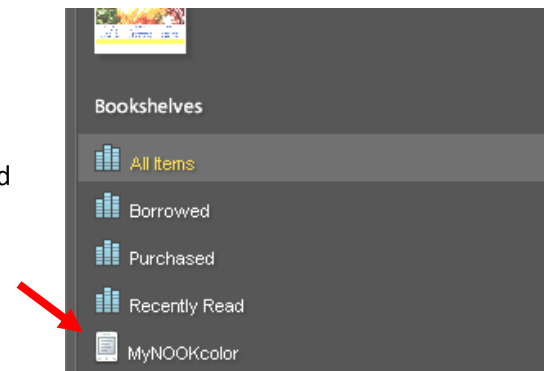 Bookshelves
All Items
d
Borrowed
Purchased
Recently Read
MyNOOKcolor